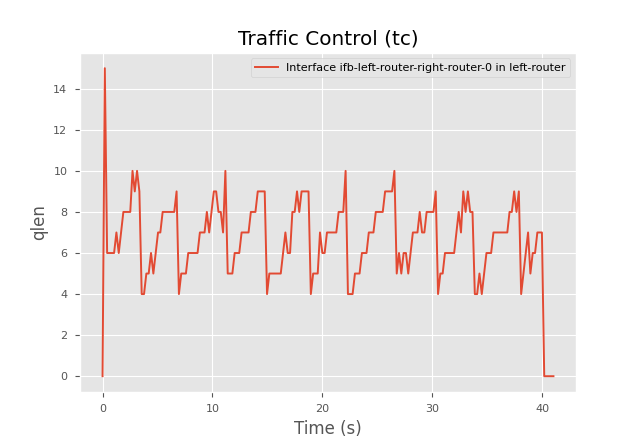 Traffic Control (tc)
Interface ifb-left-router-right-router-0 in left-router
14
12
10
8
6
4
2
0
qlen
0 10 20 30 40
Time (s)